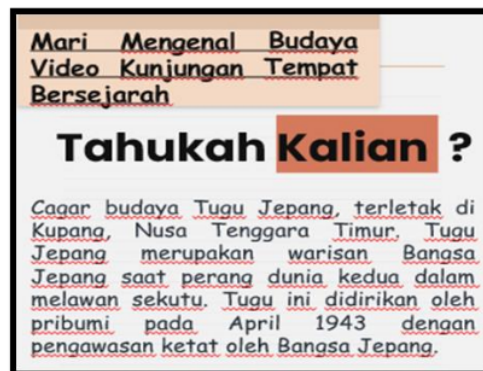 Mari Mengenal Budaya
Video Kunjungan Tempat
Bersejarah
Tahukah Kalian ?
Cagar budaya Tugu Jepang, terletak di
Kupang, Nusa Tenggara Timur. Tugu
Jepang merupakan warisan Bangsa
Jepang saat perang dunia kedua dalam
melawan sekutu. Tugu ini didirikan oleh
pribumi pada April 1943 dengan
pengawasan ketat oleh Bangsa Jepang.